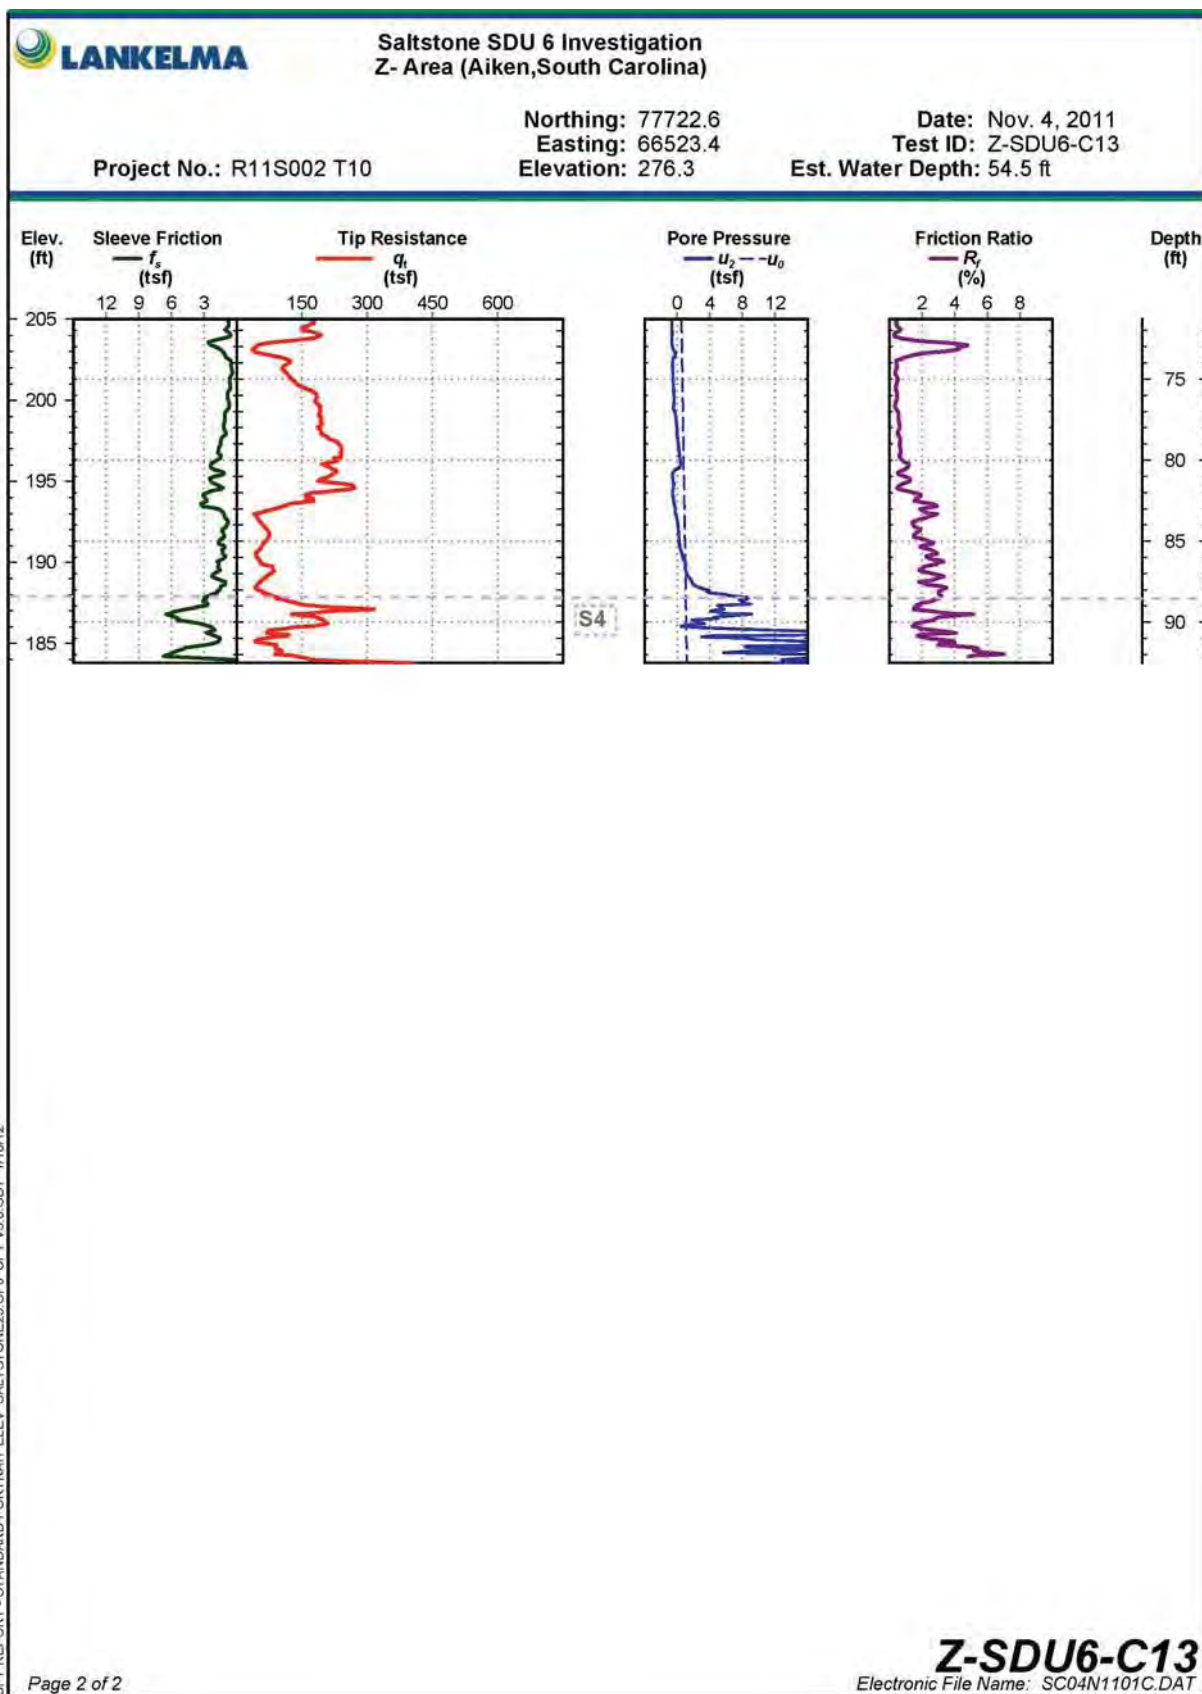 LANKELMA
Saltstone SDU 6 Investigation
Z- Area (Aiken,South Carolina)
Northing: 77722.6
Date: Nov. 4, 2011
Easting: 66523.4
Test ID: Z-SDU6-C13
Project No.: R11S002 T10
Elevation: 276.3
Est. Water Depth: 54.5 ft
Elev. (ft)
Sleeve Friction
fs
(tsf)
12 9 6 3
Tip Resistance
qt
(tsf)
150 300 450 600
Pore Pressure
u2 u0
(tsf)
0 4 8 12
Friction Ratio
Rf
(%)
2 4 6 8
Depth
(ft)
205
200
195
190
185
S4
75
80
85
90
Z-SDU6-C13
Page 2 of 2
Electronic File Name: SC04N1101C.DAT